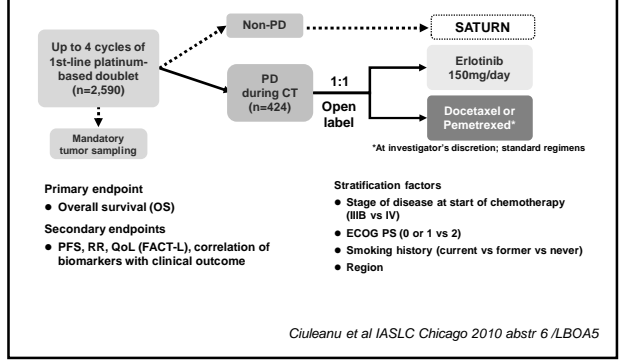 Non-PD
SATURN
Up to 4 cycles of
1st-line platinum-
based doublet
(n=2,590)
PD
during CT
(n=424)
1:1
Open
label
Erlotinib
150mg/day
Docetaxel or
Pemetrexed*
Mandatory
tumor sampling
*At investigator's discretion; standard regimens
Primary endpoint
● Overall survival (OS)
Secondary endpoints
● PFS, RR, QoL (FACT-L), correlation of
biomarkers with clinical outcome
Stratification factors
● Stage of disease at start of chemotherapy
(IIIB vs IV)
● ECOG PS (0 or 1 vs 2)
● Smoking history (current vs former vs never)
● Region
Ciuleanu et al IASLC Chicago 2010 abstr 6 /LBOA5